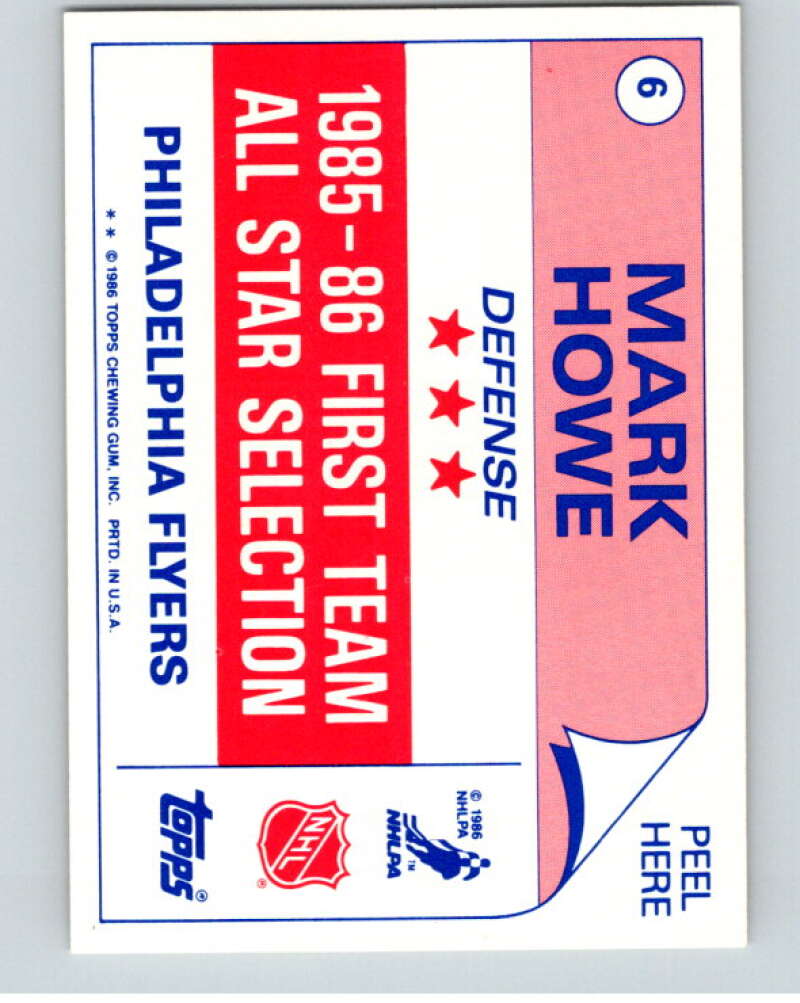 6
MARK
HOWE
PEEL
HERE
DEFENSE
1985-86 FIRST TEAM
ALL STAR SELECTION
PHILADELPHIA FLYERS
** © 1986 TOPPS CHEWING GUM, INC. PRTD. IN U.S.A.
© 1986
NHLPA
NHLPA™
NHL®
topps®